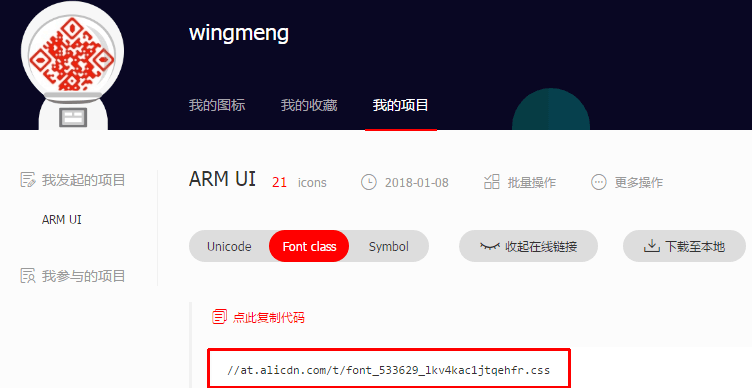 wingmeng
我的图标 我的收藏 我的项目
我发起的项目
ARM UI
我参与的项目
ARM UI 21 icons 2018-01-08 批量操作 更多操作
Unicode Font class Symbol 收起在线链接 下载至本地
点此复制代码
//at.alicdn.com/t/font_533629_lkv4kac1jtqehfr.css